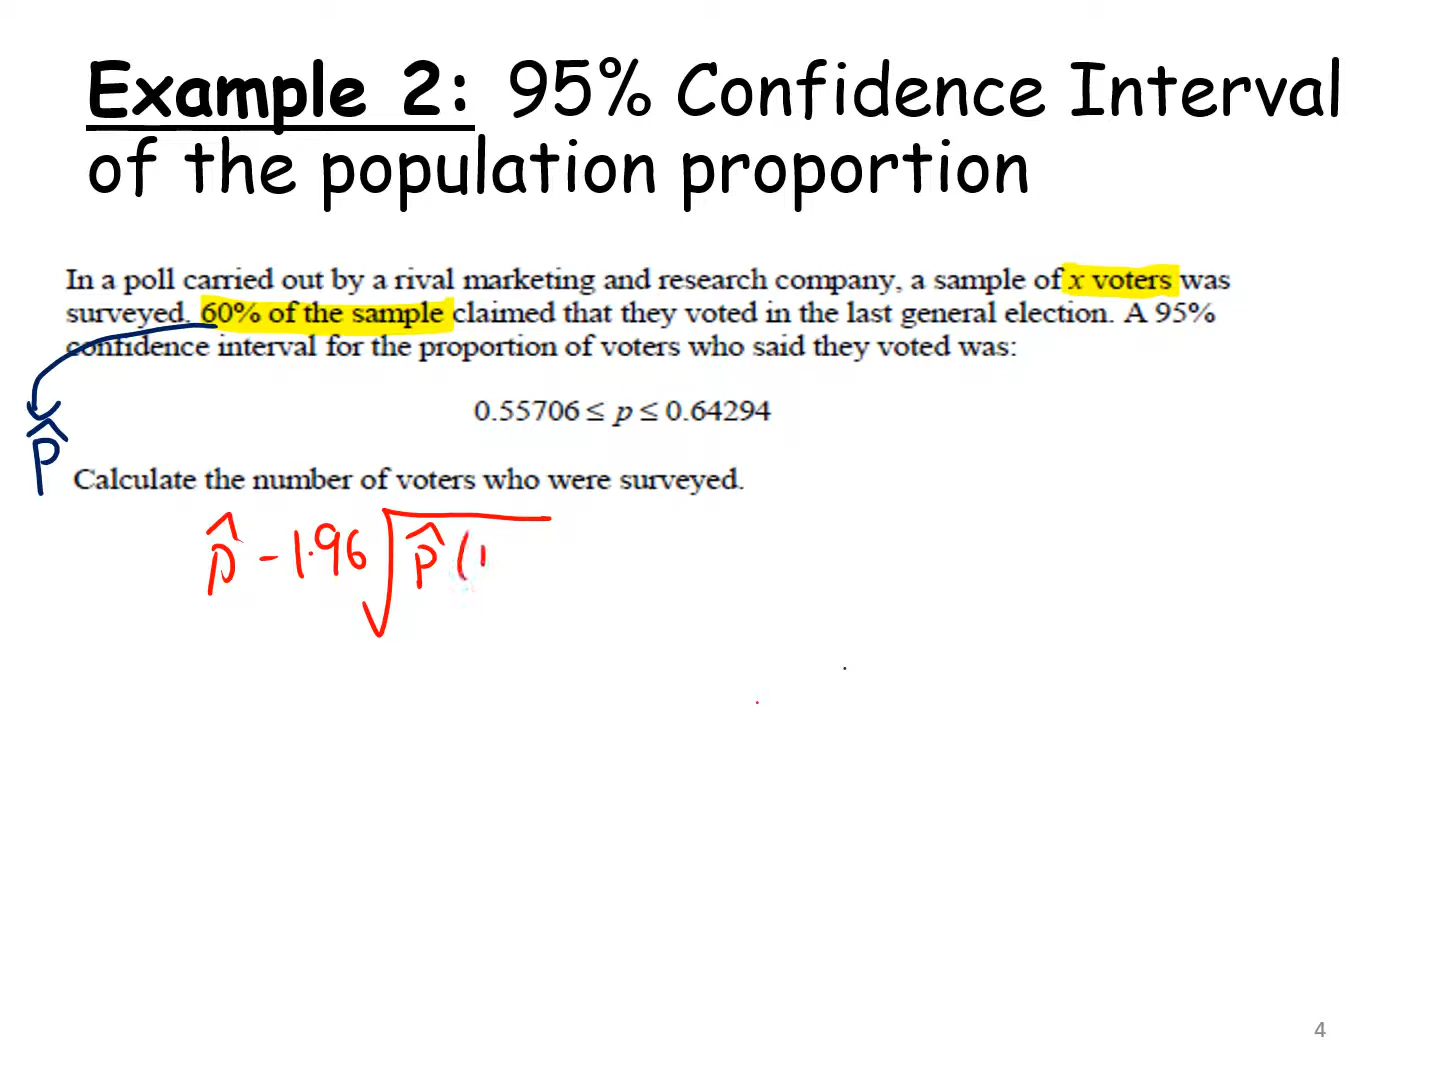 Example 2: 95% Confidence Interval
of the population proportion
In a poll carried out by a rival marketing and research company, a sample of x voters was
surveyed. 60% of the sample claimed that they voted in the last general election. A 95%
confidence interval for the proportion of voters who said they voted was:
0.55706 ≤ p ≤ 0.64294
p̂
Calculate the number of voters who were surveyed.
p̂ - 1.96 √ p̂ (1
4